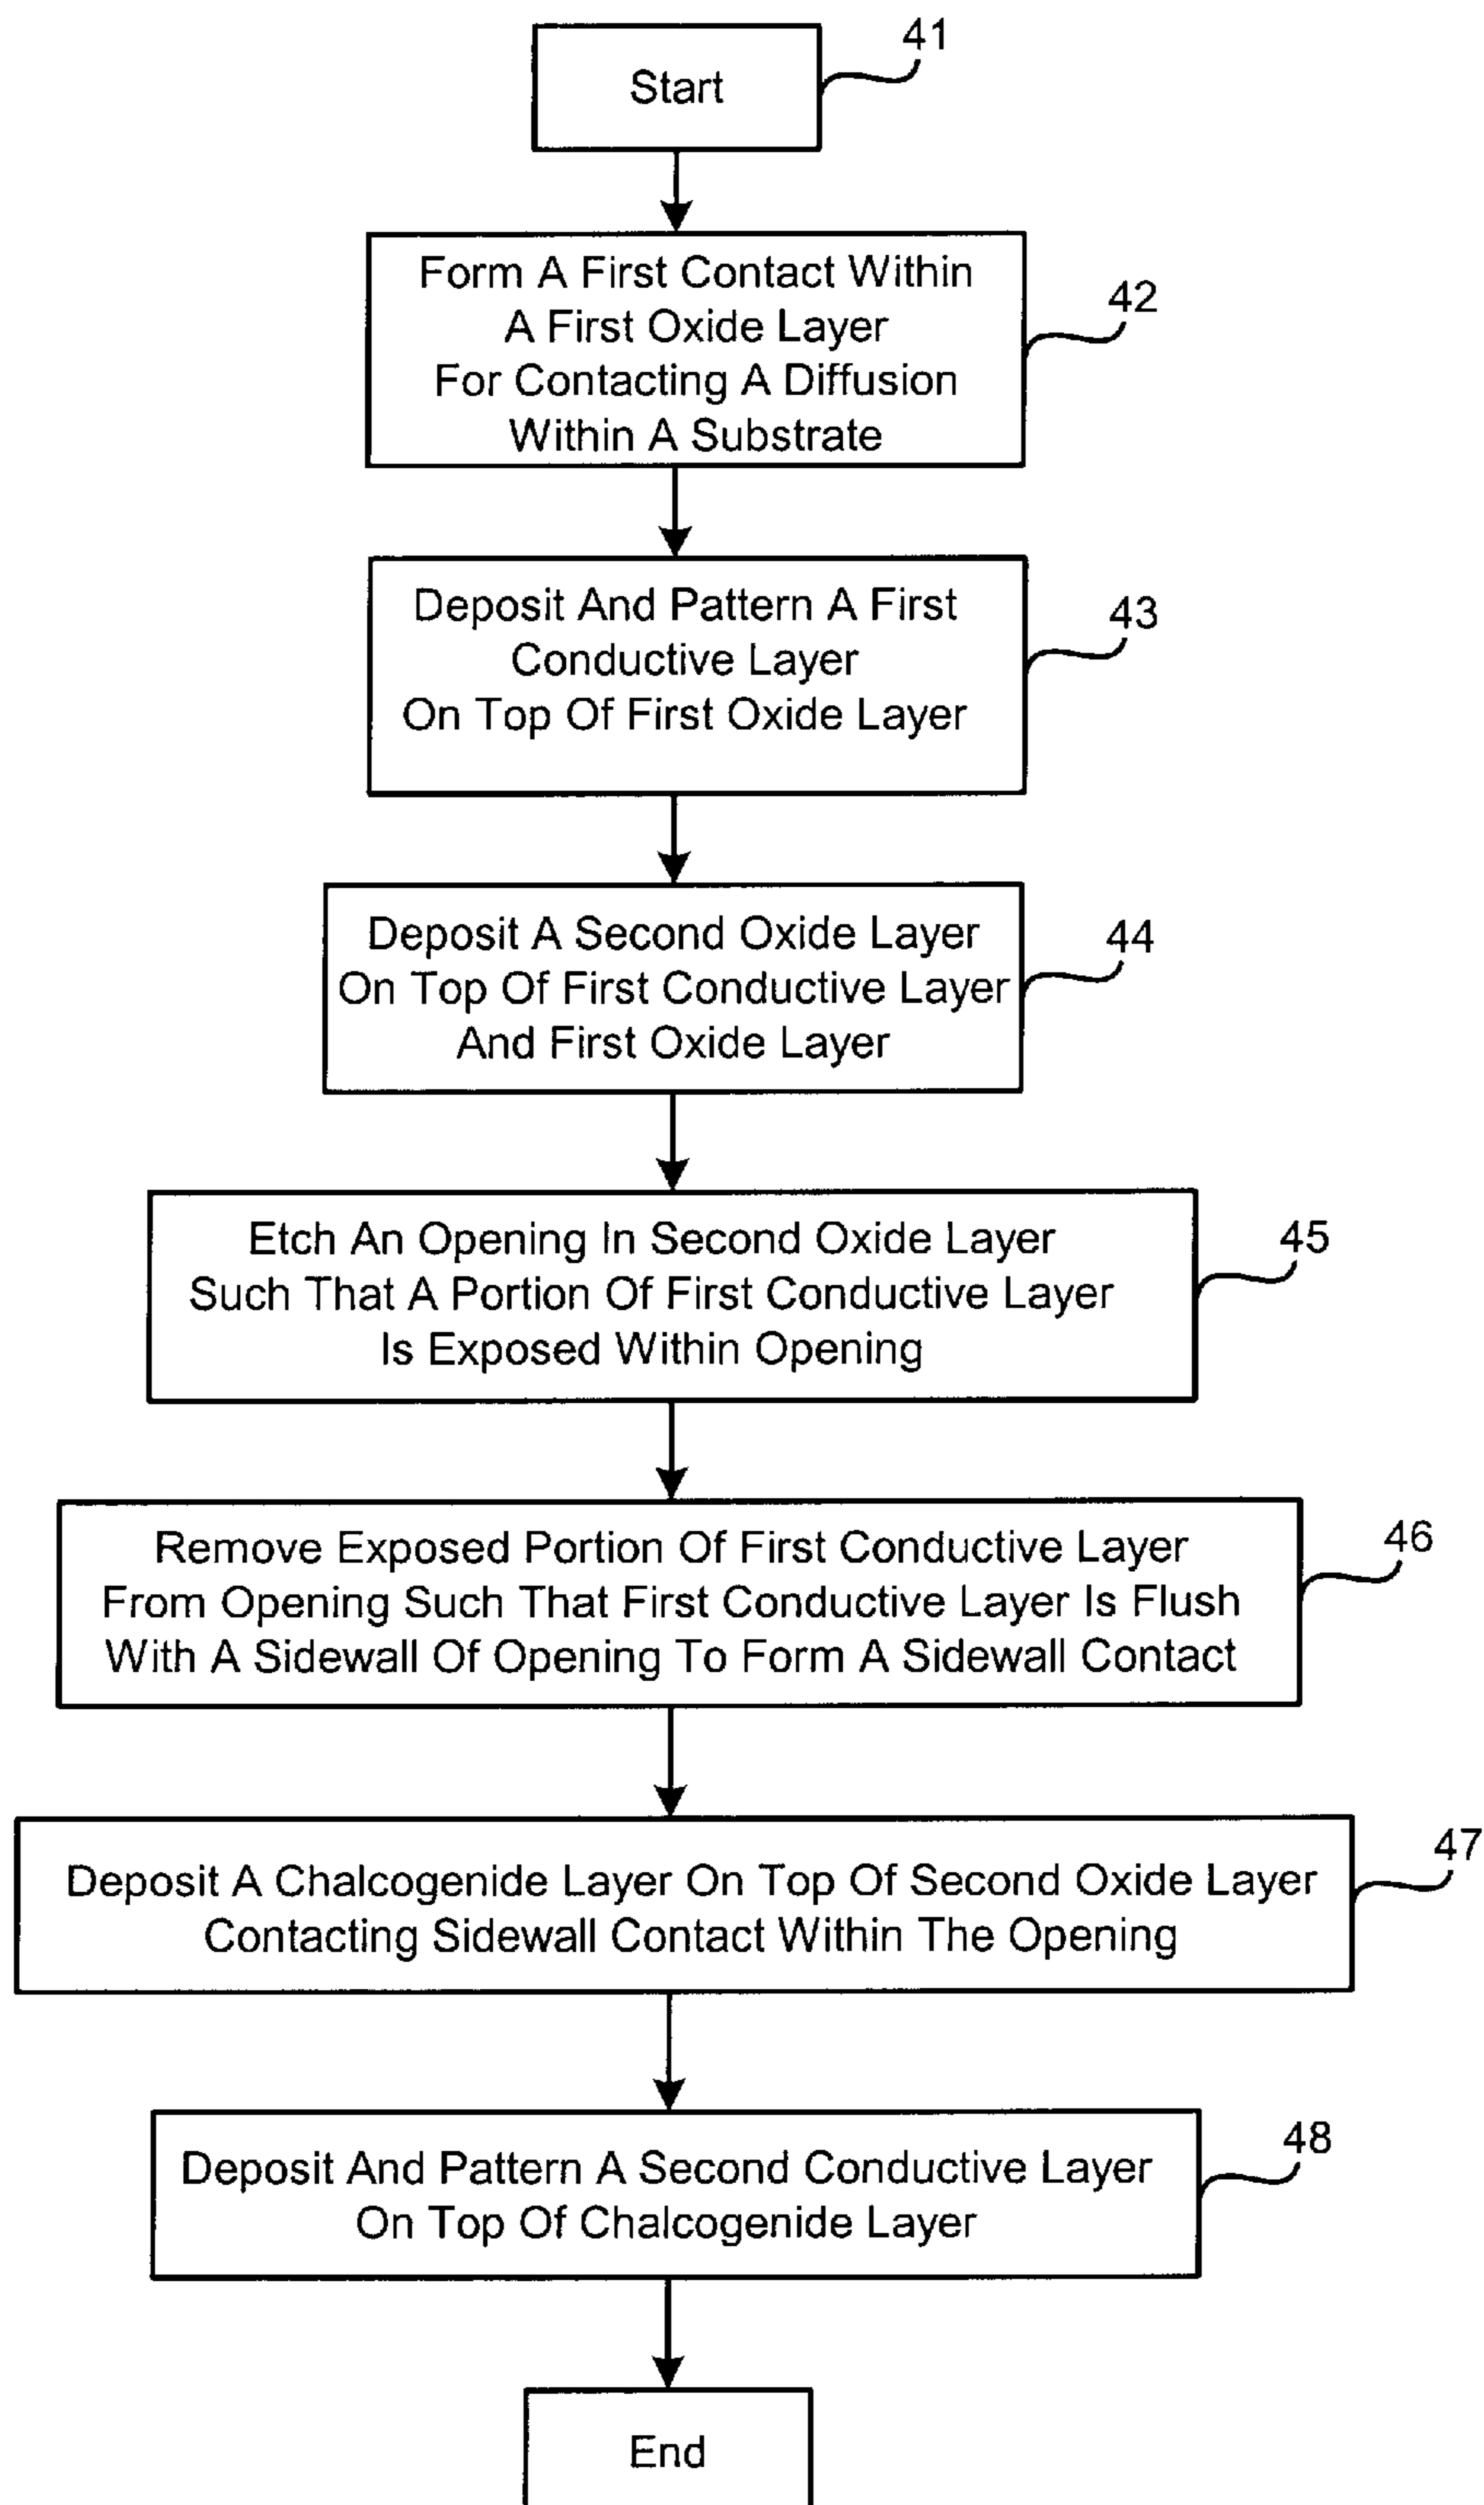 41
Start
42
Form A First Contact Within
A First Oxide Layer
For Contacting A Diffusion
Within A Substrate
43
Deposit And Pattern A First
Conductive Layer
On Top Of First Oxide Layer
44
Deposit A Second Oxide Layer
On Top Of First Conductive Layer
And First Oxide Layer
45
Etch An Opening In Second Oxide Layer
Such That A Portion Of First Conductive Layer
Is Exposed Within Opening
46
Remove Exposed Portion Of First Conductive Layer
From Opening Such That First Conductive Layer Is Flush
With A Sidewall Of Opening To Form A Sidewall Contact
47
Deposit A Chalcogenide Layer On Top Of Second Oxide Layer
Contacting Sidewall Contact Within The Opening
48
Deposit And Pattern A Second Conductive Layer
On Top Of Chalcogenide Layer
End